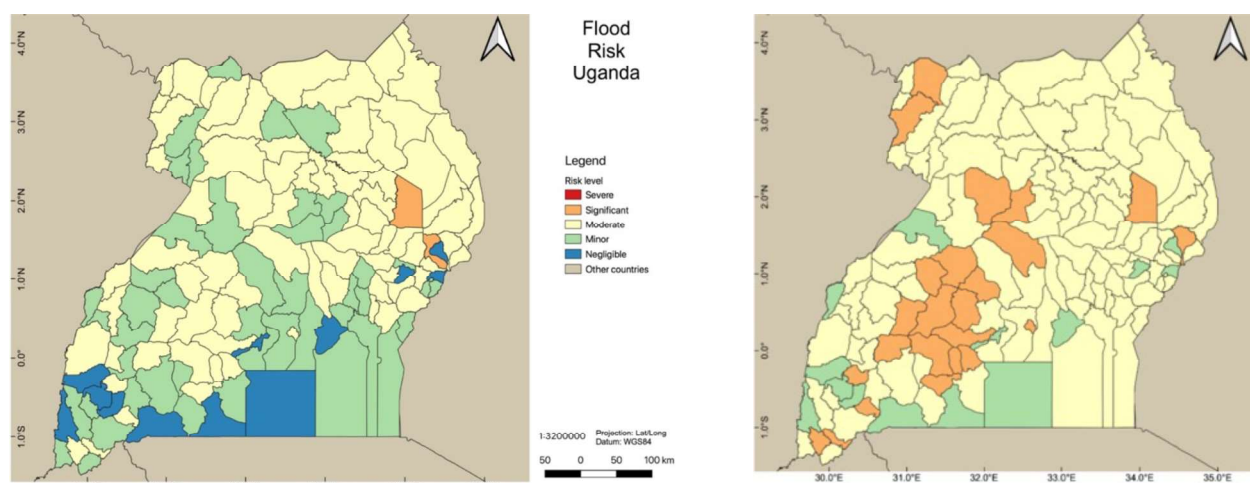 Flood
Risk
Uganda
Legend
Risk level
Severe
Significant
Moderate
Minor
Negligible
Other countries
1:3200000
Projection: Lat/Long
Datum: WGS84
50 0 50 100 km
4.0°N
3.0°N
2.0°N
1.0°N
0.0°
1.0°S
4.0°N
3.0°N
2.0°N
1.0°N
0.0°
1.0°S
30.0°E 31.0°E 32.0°E 33.0°E 34.0°E 35.0°E